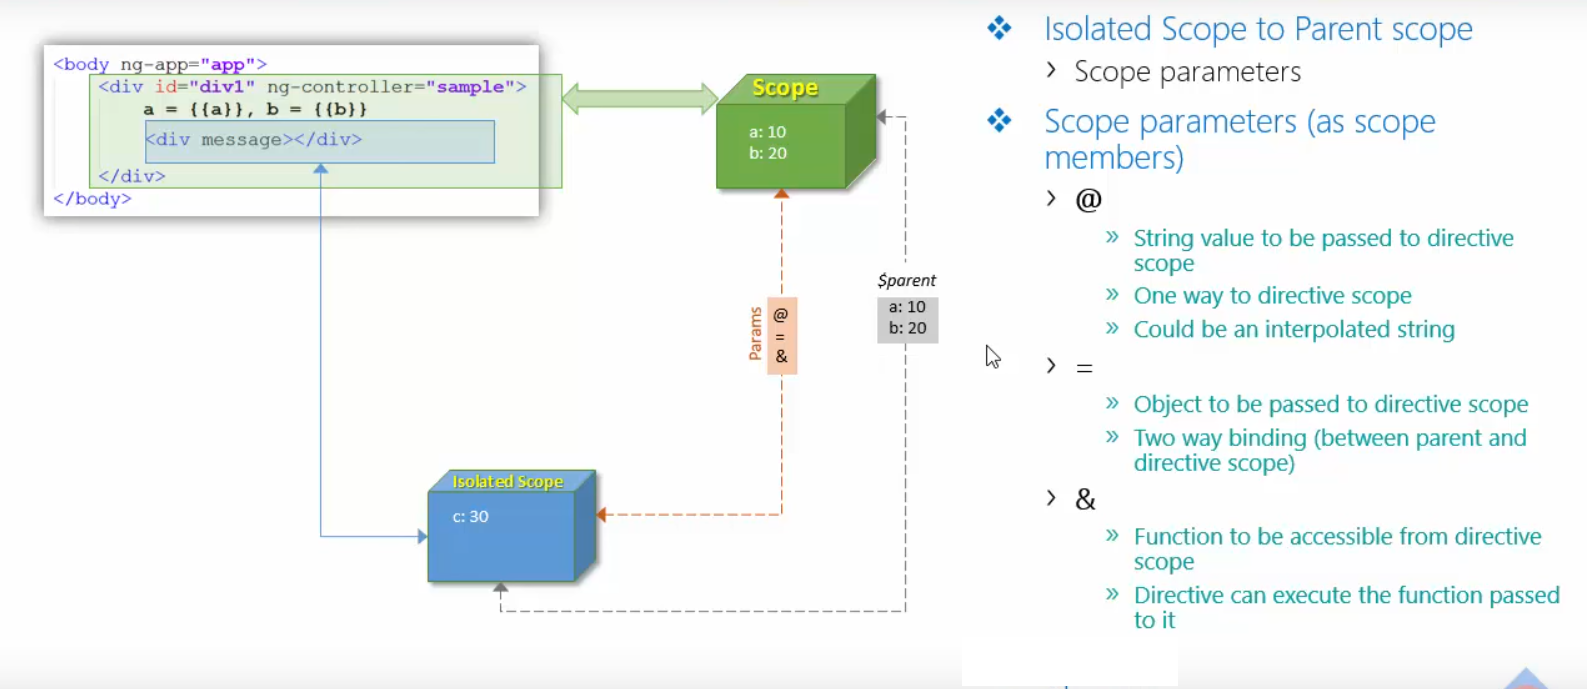 <body ng-app="app">
<div id="div1" ng-controller="sample">
a = {{a}}, b = {{b}}
<div message></div>
</div>
</body>
Scope
a: 10
b: 20
$parent
a: 10
b: 20
Params
@
=
&
Isolated Scope
c: 30
❖ Isolated Scope to Parent scope
› Scope parameters
❖ Scope parameters (as scope
members)
› @
» String value to be passed to directive
scope
» One way to directive scope
» Could be an interpolated string
› =
» Object to be passed to directive scope
» Two way binding (between parent and
directive scope)
› &
» Function to be accessible from directive
scope
» Directive can execute the function passed
to it